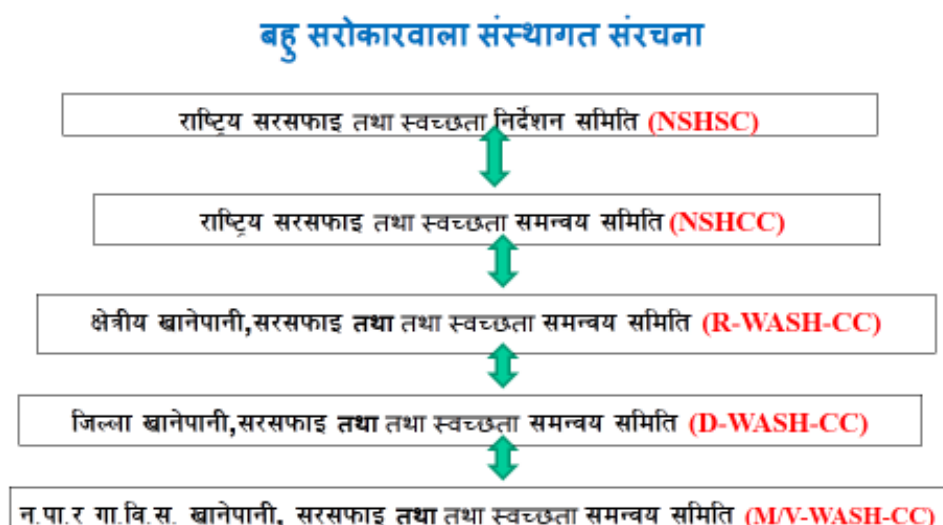 बहु सरोकारवाला संस्थागत संरचना
राष्ट्रिय सरसफाइ तथा स्वच्छता निर्देशन समिति (NSHSC)
राष्ट्रिय सरसफाइ तथा स्वच्छता समन्वय समिति (NSHCC)
क्षेत्रीय खानेपानी,सरसफाइ तथा तथा स्वच्छता समन्वय समिति (R-WASH-CC)
जिल्ला खानेपानी,सरसफाइ तथा तथा स्वच्छता समन्वय समिति (D-WASH-CC)
न.पा.र गा.वि.स. खानेपानी, सरसफाइ तथा तथा स्वच्छता समन्वय समिति (M/V-WASH-CC)